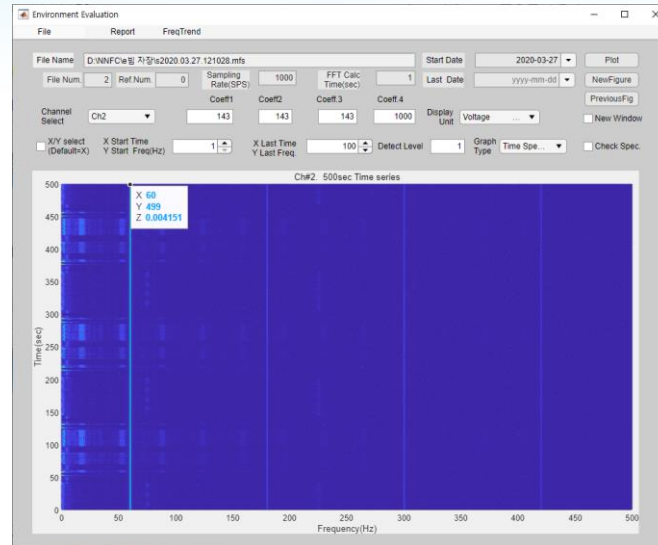 Environment Evaluation
File Report FreqTrend
File Name D:\NNFC\e빔 자장\s2020.03.27.121028.mfs Start Date 2020-03-27 Plot
File Num. 2 Ref.Num. 0 Sampling Rate(SPS) 1000 FFT Calc Time(sec) 1 Last Date yyyy-mm-dd NewFigure
PreviousFig
Coeff1 Coeff2 Coeff.3 Coeff.4
Channel Select Ch2 143 143 143 1000 Display Unit Voltage ... New Window
X/Y select (Default=X) X Start Time Y Start Freq(Hz) 1 X Last Time Y Last Freq. 100 Detect Level 1 Graph Type Time Spe... Check Spec.
Ch#2. 500sec Time series
X 60
Y 499
Z 0.004151
500
450
400
350
300
250
200
150
100
50
0
Time(sec)
0 50 100 150 200 250 300 350 400 450 500
Frequency(Hz)